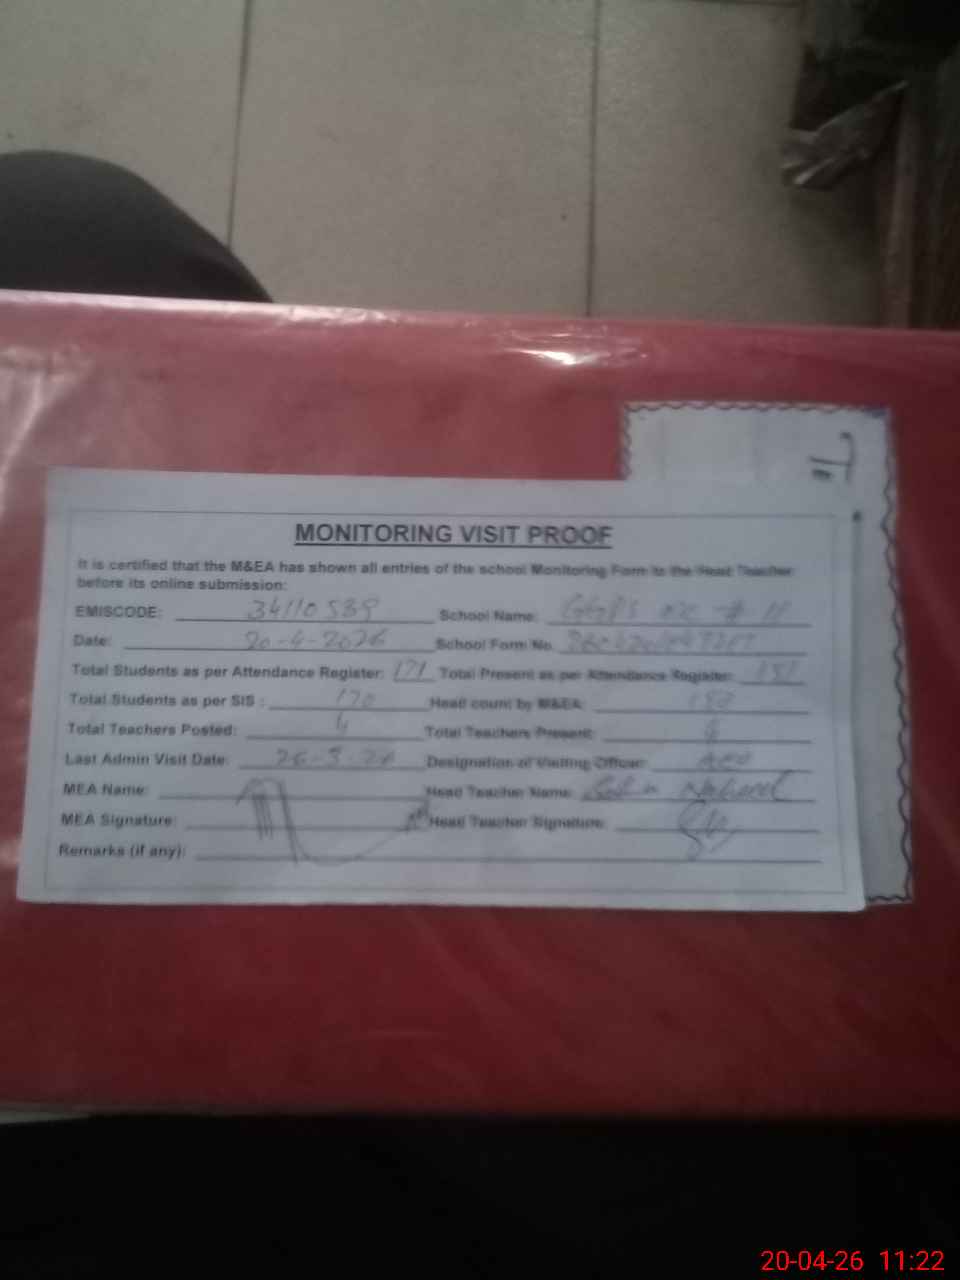 MONITORING VISIT PROOF
It is certified that the M&EA has shown all entries of the school Monitoring Form to the Head Teacher
before its online submission:
EMISCODE: 34110539 School Name:
Date: 20-4-2026 School Form No.
Total Students as per Attendance Register: 171 Total Present as per Attendance Register: 151
Total Students as per SIS : 170 Head count by M&EA:
Total Teachers Posted: 4 Total Teachers Present:
Last Admin Visit Date: Designation of Visiting Officer: AEO
MEA Name: Head Teacher Name:
MEA Signature: Head Teacher Signature:
Remarks (if any):
20-04-26 11:22